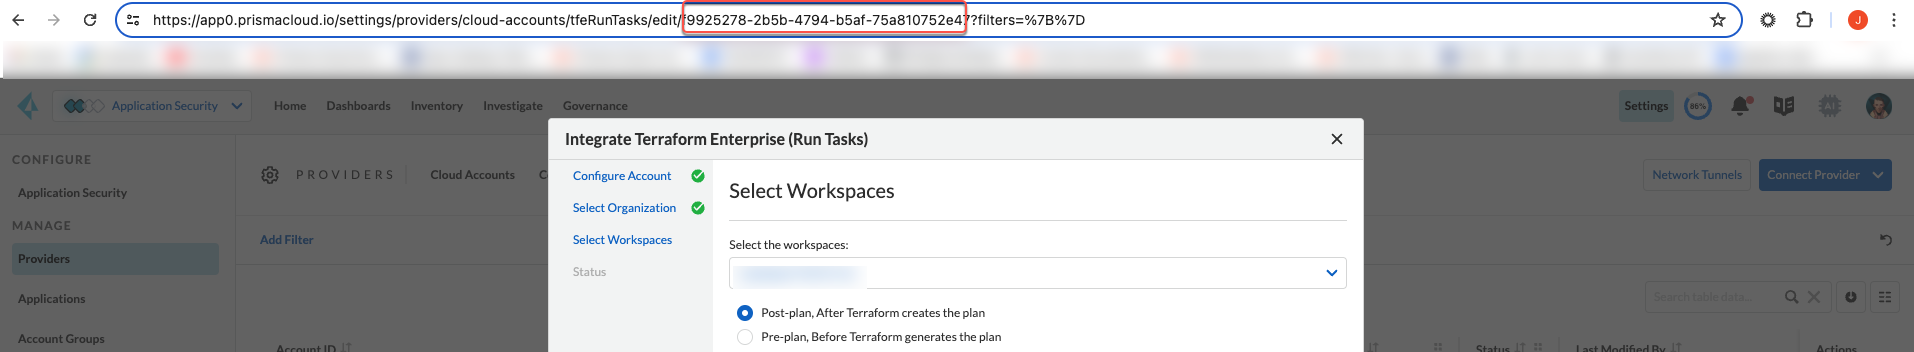 https://app0.prismacloud.io/settings/providers/cloud-accounts/tfeRunTasks/edit/f9925278-2b5b-4794-b5af-75a810752e47?filters=%7B%7D
J
Application Security
Home Dashboards Inventory Investigate Governance
Settings 86% AI
Integrate Terraform Enterprise (Run Tasks)
CONFIGURE
Application Security
MANAGE
Providers
Applications
Account Groups
PROVIDERS Cloud Accounts
Network Tunnels Connect Provider
Add Filter
Configure Account
Select Organization
Select Workspaces
Status
Select Workspaces
Select the workspaces:
Post-plan, After Terraform creates the plan
Pre-plan, Before Terraform generates the plan
Search table data...
Account ID Status Last Modified By Actions